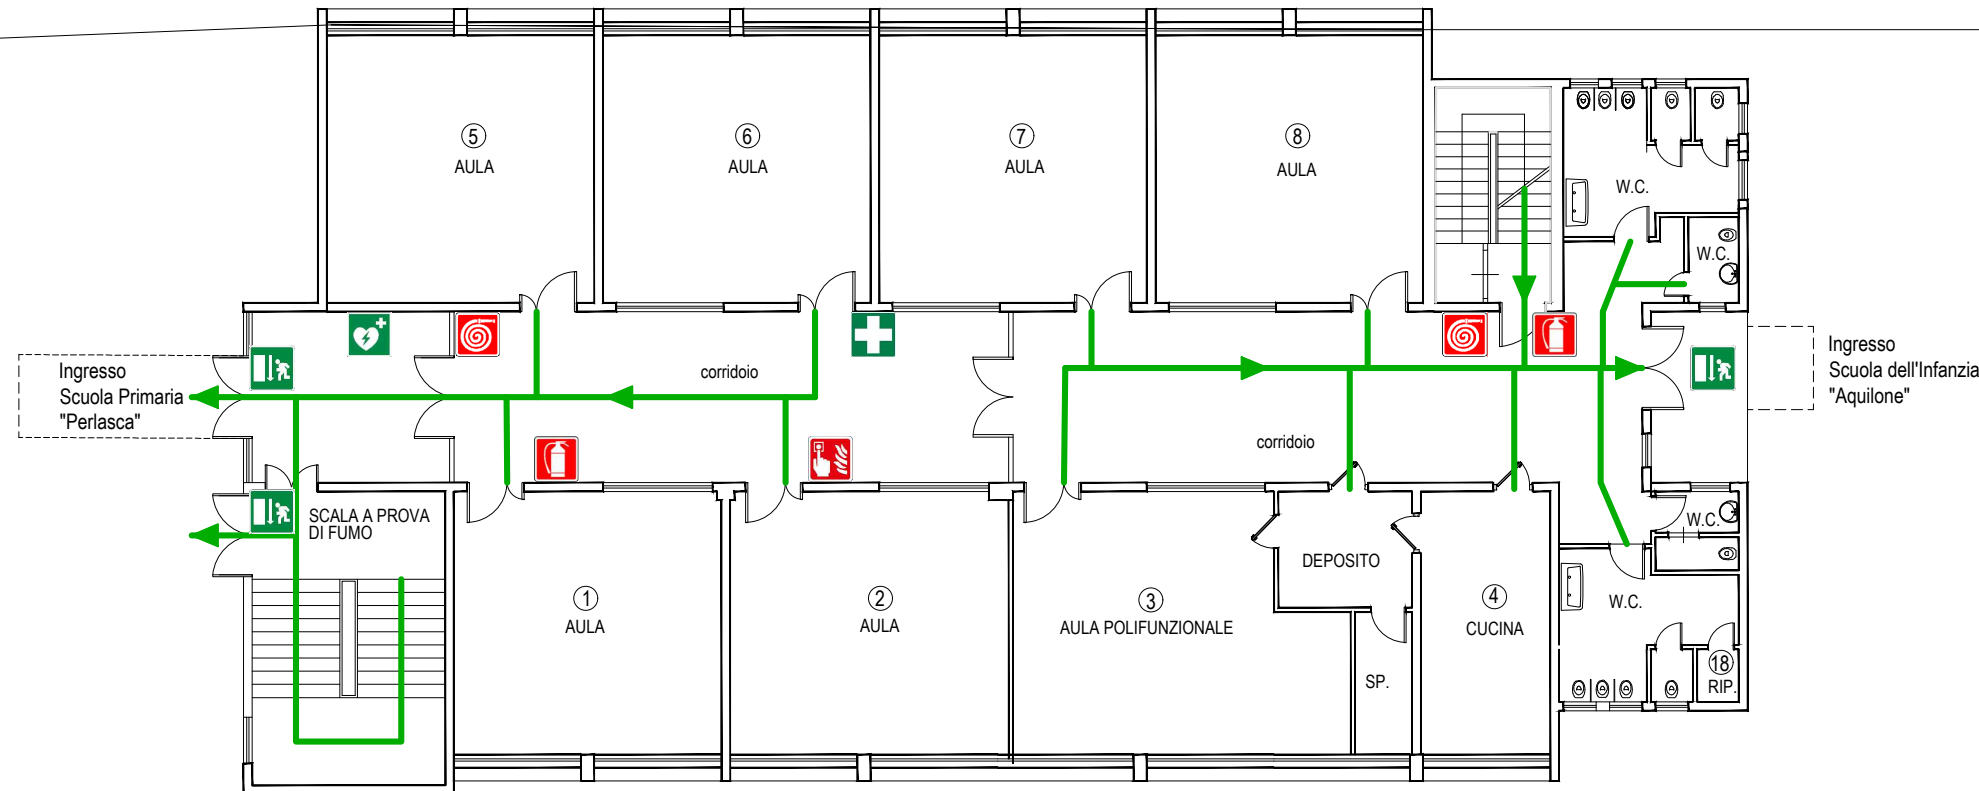 5
AULA
6
AULA
7
AULA
8
AULA
W.C.
W.C.
Ingresso
Scuola Primaria
"Perlasca"
corridoio
Ingresso
Scuola dell'Infanzia
"Aquilone"
corridoio
SCALA A PROVA
DI FUMO
1
AULA
2
AULA
3
AULA POLIFUNZIONALE
DEPOSITO
SP.
4
CUCINA
W.C.
W.C.
18
RIP.